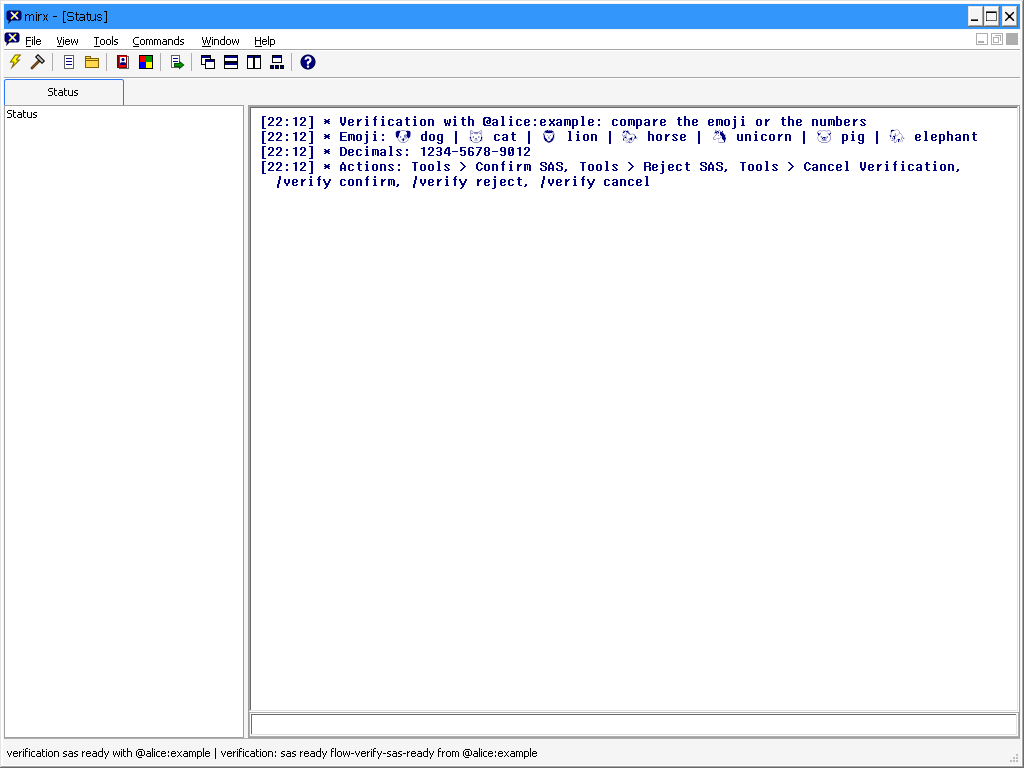 mirx - [Status]
File View Tools Commands Window Help
Status
Status
[22:12] * Verification with @alice:example: compare the emoji or the numbers
[22:12] * Emoji: 🐶 dog | 🐱 cat | 🦁 lion | 🐎 horse | 🦄 unicorn | 🐷 pig | 🐘 elephant
[22:12] * Decimals: 1234-5678-9012
[22:12] * Actions: Tools > Confirm SAS, Tools > Reject SAS, Tools > Cancel Verification,
/verify confirm, /verify reject, /verify cancel
verification sas ready with @alice:example | verification: sas ready flow-verify-sas-ready from @alice:example